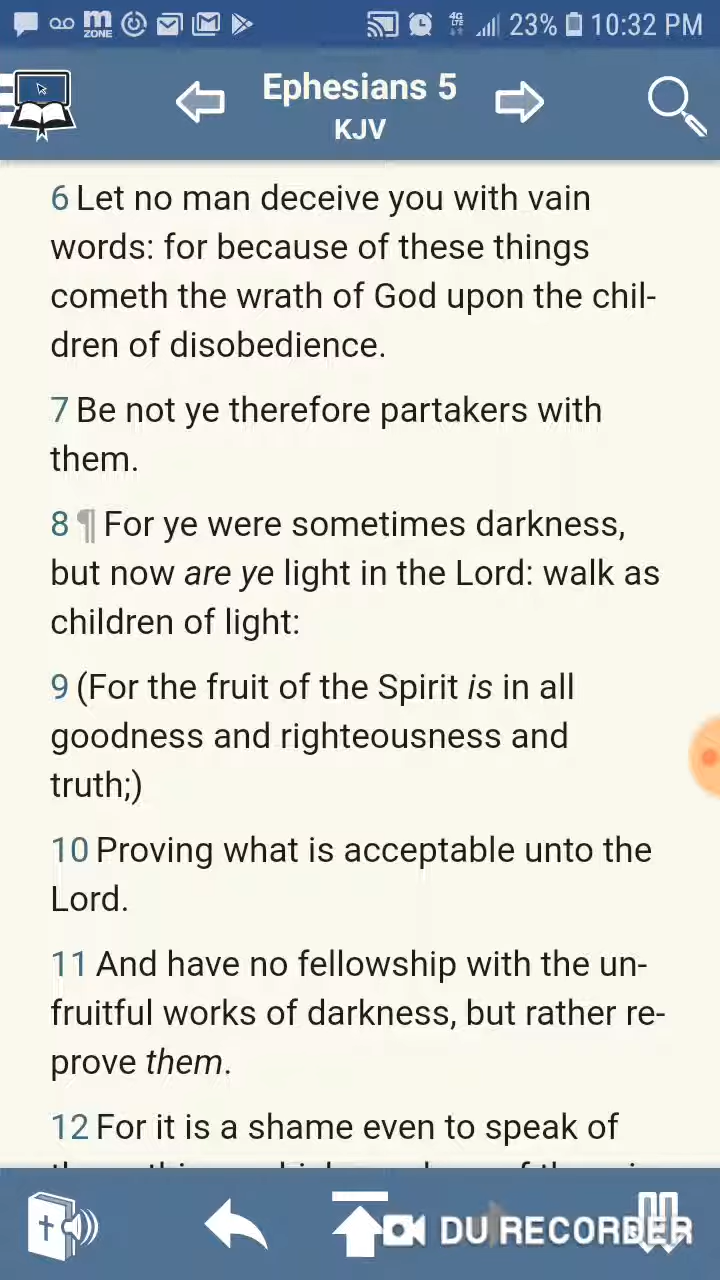 m
ZONE
4G
LTE
23%
10:32 PM
Ephesians 5
KJV
6 Let no man deceive you with vain
words: for because of these things
cometh the wrath of God upon the chil-
dren of disobedience.
7 Be not ye therefore partakers with
them.
8 ¶ For ye were sometimes darkness,
but now are ye light in the Lord: walk as
children of light:
9 (For the fruit of the Spirit is in all
goodness and righteousness and
truth;)
10 Proving what is acceptable unto the
Lord.
11 And have no fellowship with the un-
fruitful works of darkness, but rather re-
prove them.
12 For it is a shame even to speak of
DU RECORDER